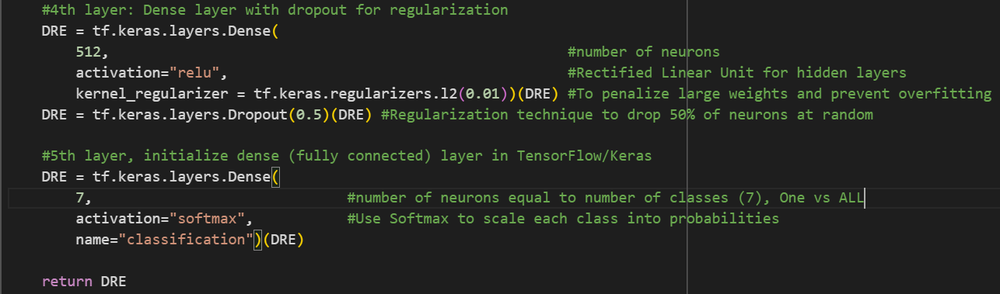 #4th layer: Dense layer with dropout for regularization
DRE = tf.keras.layers.Dense(
512, #number of neurons
activation="relu", #Rectified Linear Unit for hidden layers
kernel_regularizer = tf.keras.regularizers.l2(0.01))(DRE) #To penalize large weights and prevent overfitting
DRE = tf.keras.layers.Dropout(0.5)(DRE) #Regularization technique to drop 50% of neurons at random
#5th layer, initialize dense (fully connected) layer in TensorFlow/Keras
DRE = tf.keras.layers.Dense(
7, #number of neurons equal to number of classes (7), One vs ALL
activation="softmax", #Use Softmax to scale each class into probabilities
name="classification")(DRE)
return DRE